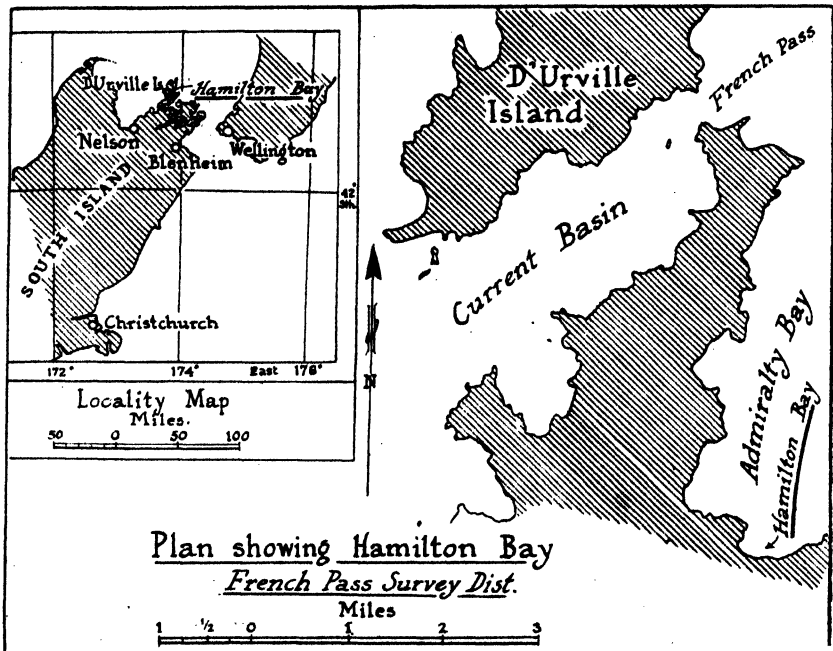 D'Urville Is.
Hamilton Bay
Nelson
Blenheim
Wellington
42°
Sth.
SOUTH ISLAND
Christchurch
172° 174° East 176°
Locality Map
Miles.
50 0 50 100
D'Urville
Island
French Pass
Current Basin
N
Admiralty Bay
Hamilton Bay
Plan showing Hamilton Bay
French Pass Survey Dist.
Miles
1 1/2 0 1 2 3